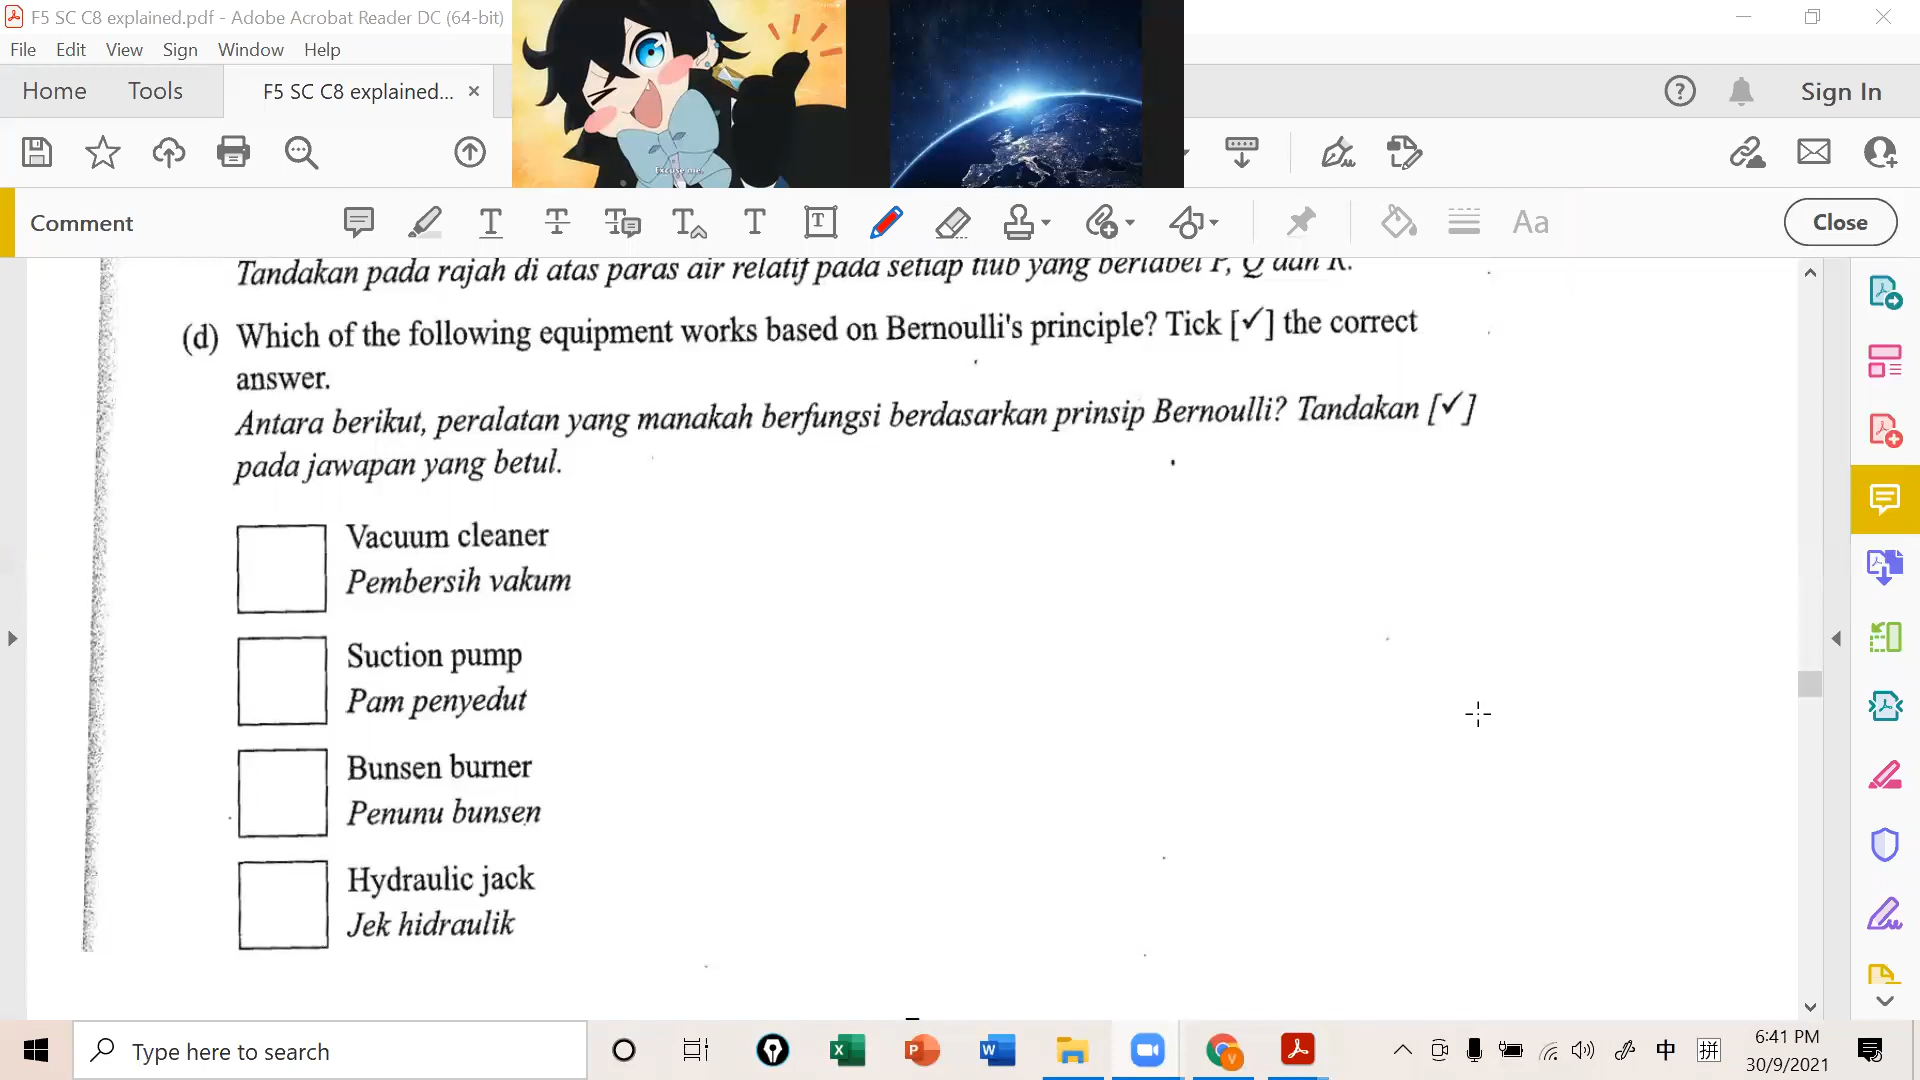 F5 SC C8 explained.pdf - Adobe Acrobat Reader DC (64-bit)
File Edit View Sign Window Help
Home Tools F5 SC C8 explained... Sign In
Excuse me.
Comment Aa Close
Tandakan pada rajah di atas paras air relatif pada setiap tiub yang berlabel P, Q dan R.
(d) Which of the following equipment works based on Bernoulli's principle? Tick [✓] the correct
answer.
Antara berikut, peralatan yang manakah berfungsi berdasarkan prinsip Bernoulli? Tandakan [✓]
pada jawapan yang betul.
Vacuum cleaner
Pembersih vakum
Suction pump
Pam penyedut
Bunsen burner
Penunu bunsen
Hydraulic jack
Jek hidraulik
Type here to search
中 拼
6:41 PM
30/9/2021